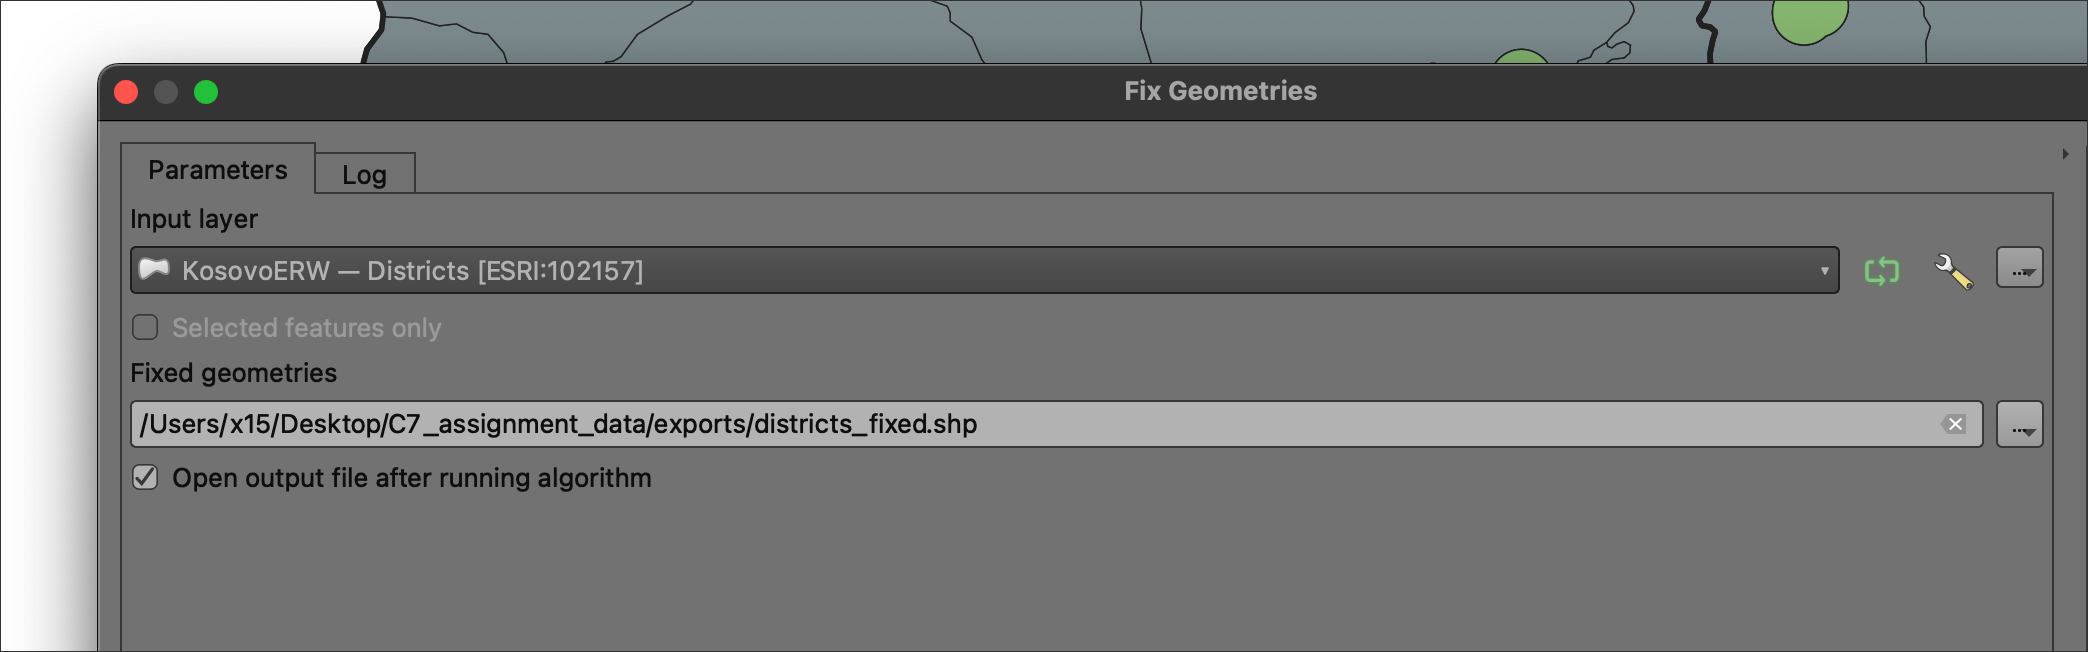 Fix Geometries
Parameters
Log
Input layer
KosovoERW — Districts [ESRI:102157]
...
Selected features only
Fixed geometries
/Users/x15/Desktop/C7_assignment_data/exports/districts_fixed.shp
...
Open output file after running algorithm